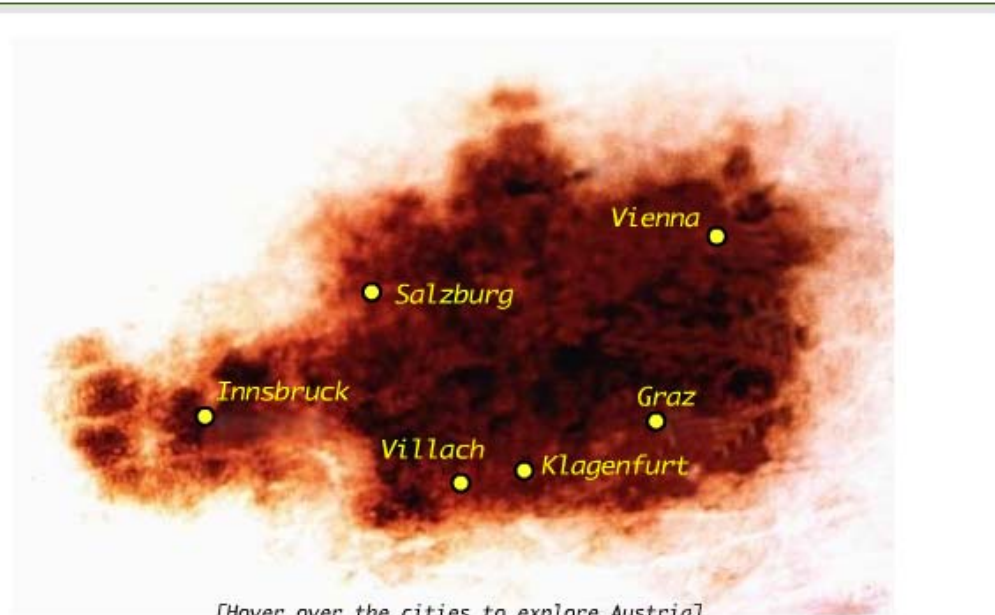 Vienna
Salzburg
Innsbruck
Graz
Villach
Klagenfurt
[Hover over the cities to explore Austria]